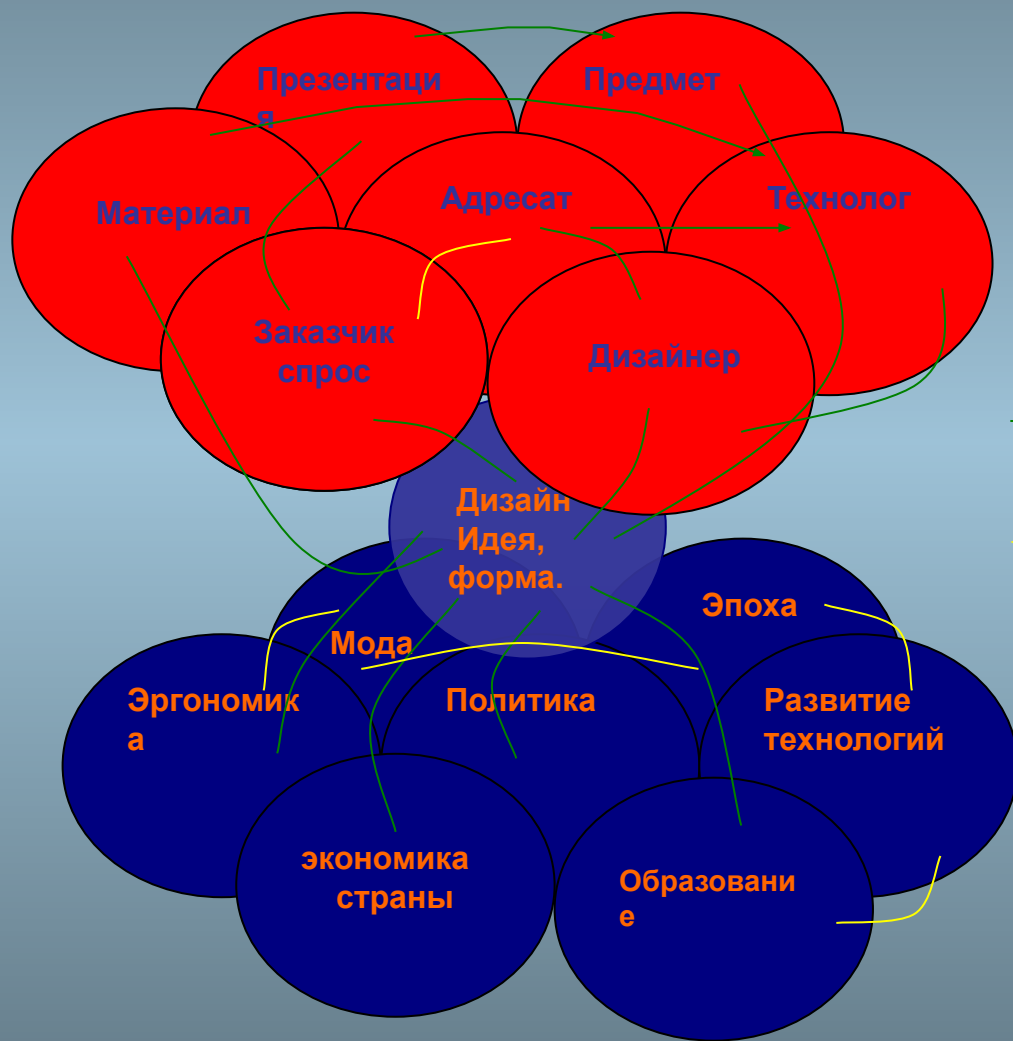 Презентаци
я
Предмет
Материал
Адресат
Технолог
Заказчик
спрос
Дизайнер
Дизайн
Идея,
форма.
Мода
Эпоха
Эргономик
а
Политика
Развитие
технологий
экономика
страны
Образовани
е